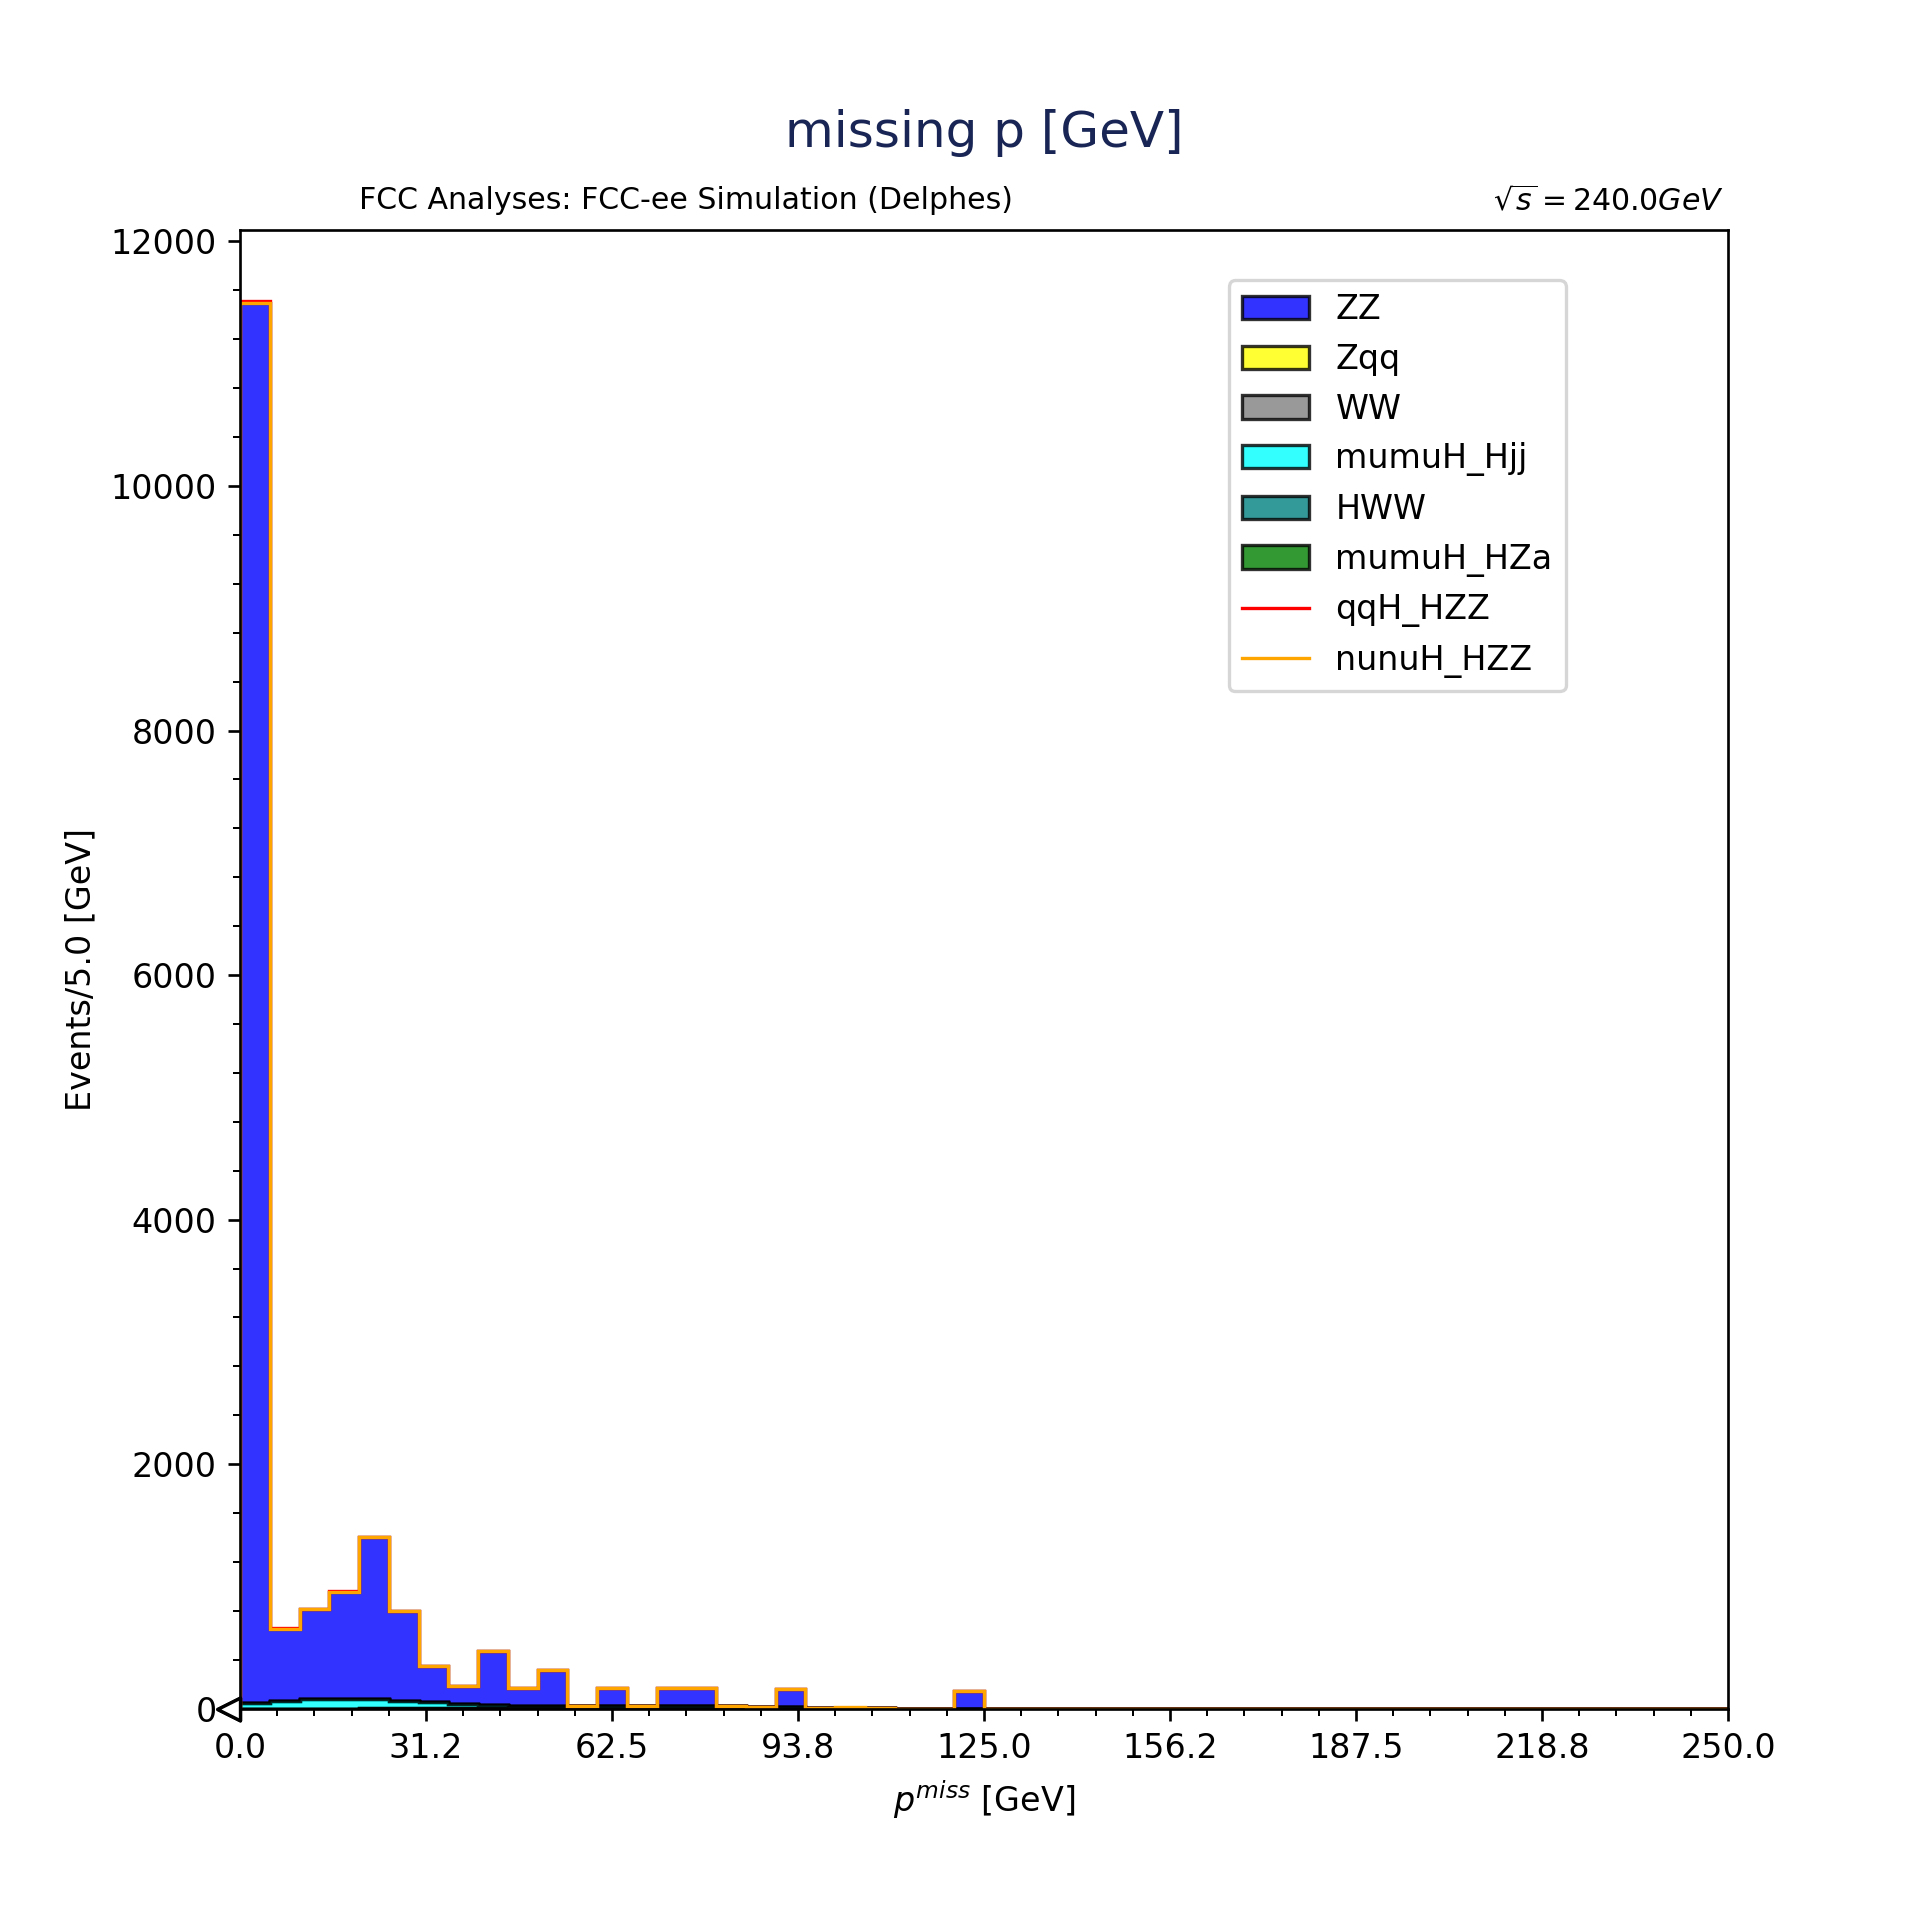 missing p [GeV]
FCC Analyses: FCC-ee Simulation (Delphes)
√s = 240.0GeV
12000
10000
8000
6000
4000
2000
0
Events/5.0 [GeV]
ZZ
Zqq
WW
mumuH_Hjj
HWW
mumuH_HZa
qqH_HZZ
nunuH_HZZ
0.0 31.2 62.5 93.8 125.0 156.2 187.5 218.8 250.0
p^miss [GeV]